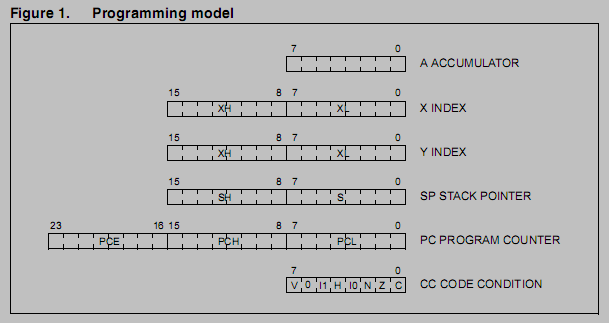 Figure 1. Programming model
7 0
A ACCUMULATOR
15 8 7 0
XH XL X INDEX
15 8 7 0
XH XL Y INDEX
15 8 7 0
SH S SP STACK POINTER
23 16 15 8 7 0
PCE PCH PCL PC PROGRAM COUNTER
7 0
V 0 I1 H I0 N Z C CC CODE CONDITION